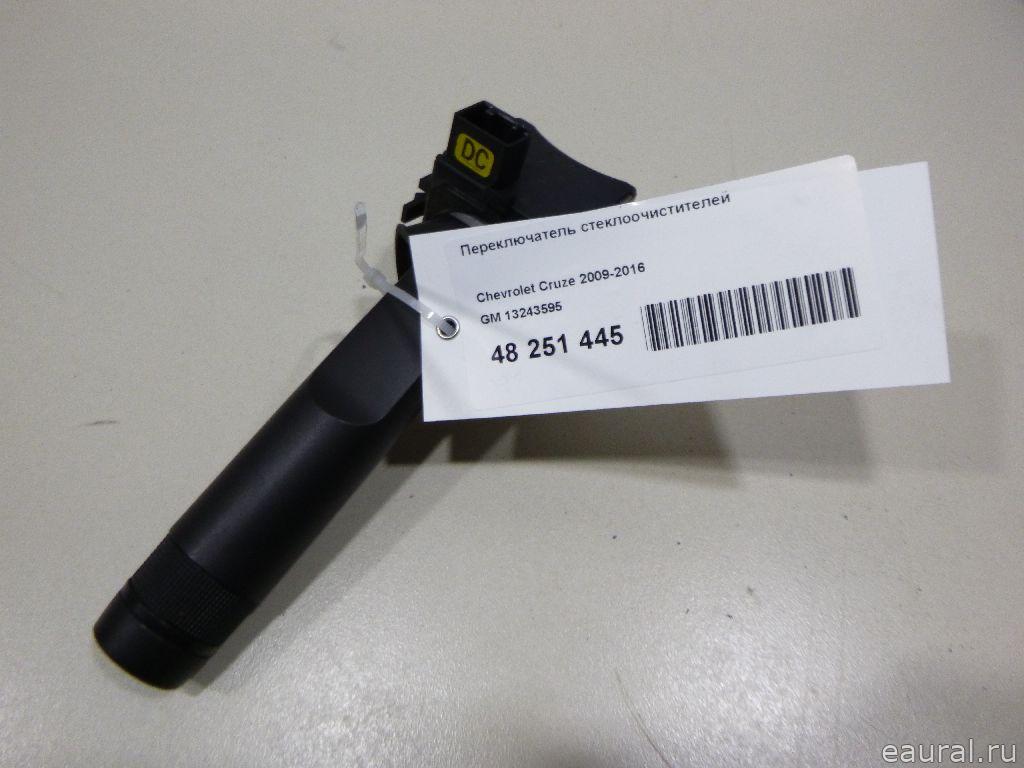 DC
Переключатель стеклоочистителей
Chevrolet Cruze 2009-2016
GM 13243595
48 251 445
eaural.ru